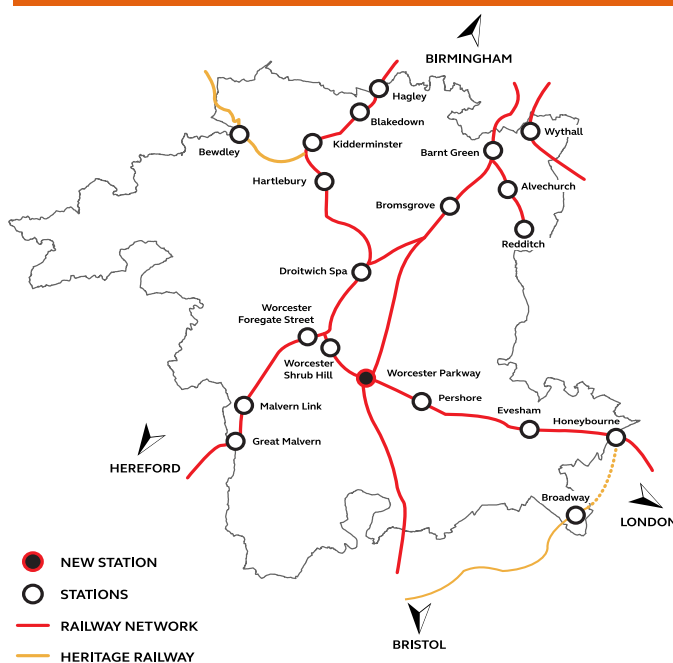 BIRMINGHAM
Hagley
Blakedown
Wythall
Kidderminster
Bewdley
Barnt Green
Hartlebury
Alvechurch
Bromsgrove
Redditch
Droitwich Spa
Worcester
Foregate Street
Worcester
Shrub Hill
Worcester Parkway
Pershore
Malvern Link
Evesham
Honeybourne
Great Malvern
HEREFORD
Broadway
LONDON
NEW STATION
STATIONS
RAILWAY NETWORK
BRISTOL
HERITAGE RAILWAY